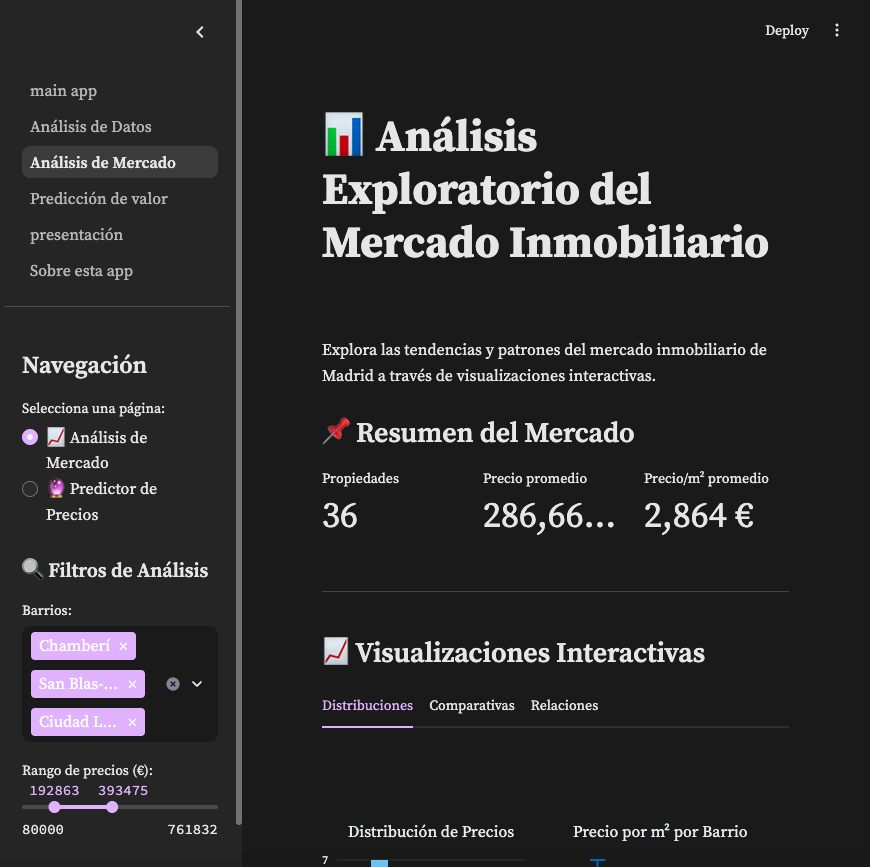 Deploy
main app
Análisis de Datos
Análisis de Mercado
Predicción de valor
presentación
Sobre esta app
Navegación
Selecciona una página:
Análisis de
Mercado
Predictor de
Precios
Filtros de Análisis
Barrios:
Chamberí ×
San Blas-... ×
Ciudad L... ×
Rango de precios (€):
192863 393475
80000 761832
Análisis
Exploratorio del
Mercado Inmobiliario
Explora las tendencias y patrones del mercado inmobiliario de
Madrid a través de visualizaciones interactivas.
Resumen del Mercado
Propiedades Precio promedio Precio/m² promedio
36 286,66... 2,864 €
Visualizaciones Interactivas
Distribuciones Comparativas Relaciones
Distribución de Precios Precio por m² por Barrio
7